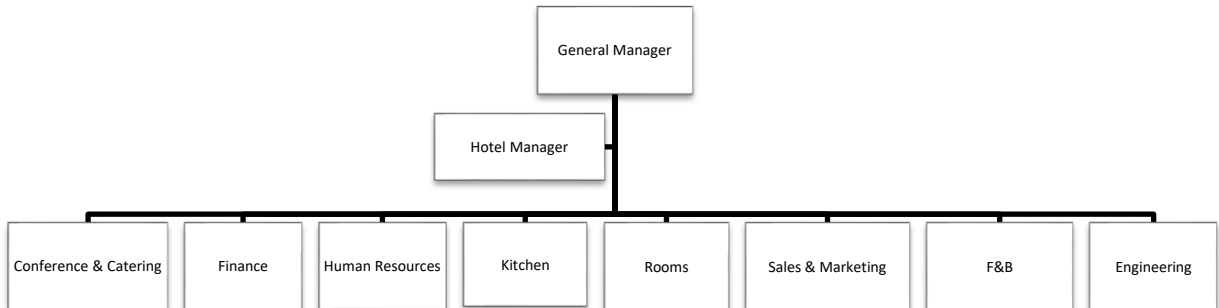 General Manager
Hotel Manager
Conference & Catering
Finance
Human Resources
Kitchen
Rooms
Sales & Marketing
F&B
Engineering